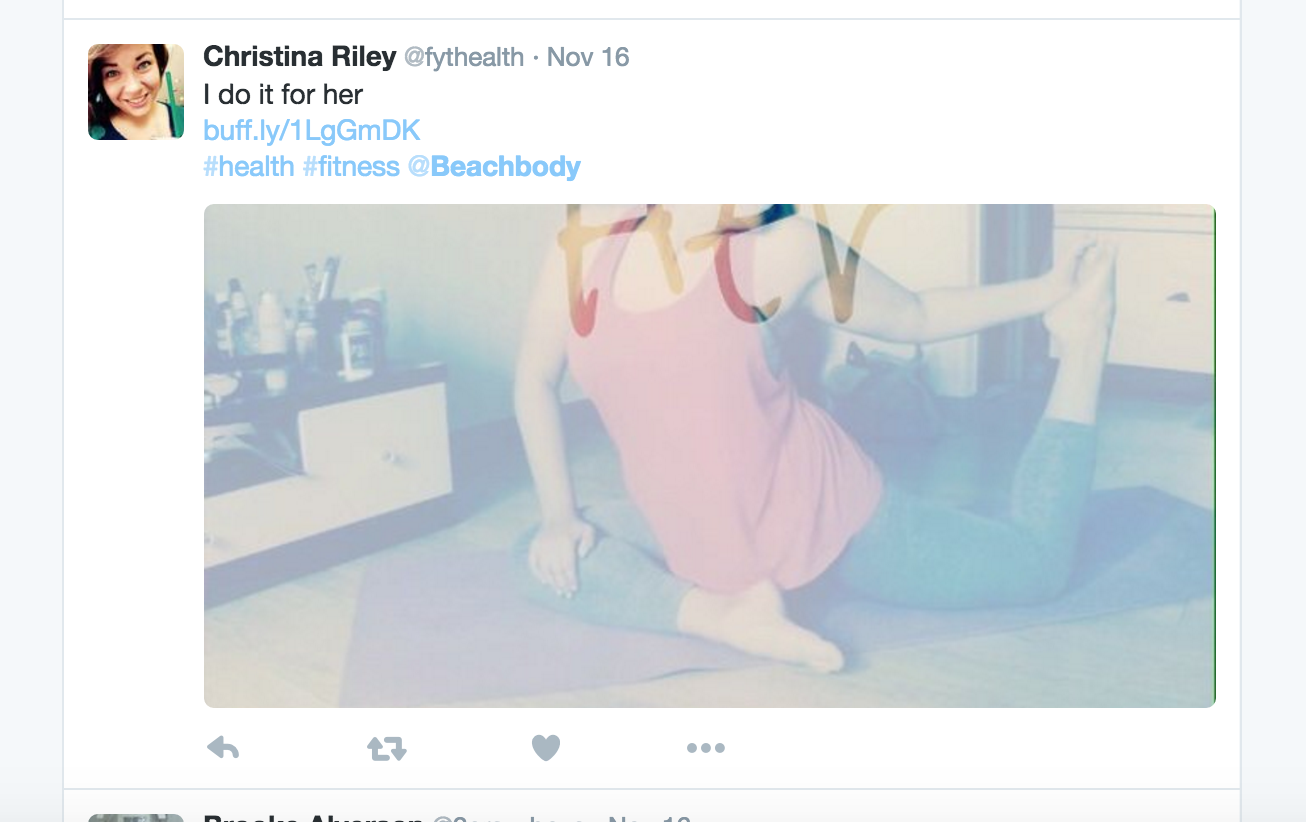 Christina Riley @fythealth · Nov 16
I do it for her
buff.ly/1LgGmDK
#health #fitness @Beachbody